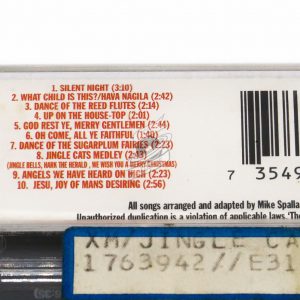 1. SILENT NIGHT (3:10)
2. WHAT CHILD IS THIS?/HAVA NAGILA (2:42)
3. DANCE OF THE REED FLUTES (2:14)
4. UP ON THE HOUSE-TOP (2:01)
5. GOD REST YE, MERRY GENTLEMEN (2:44)
6. OH COME, ALL YE FAITHFUL (1:40)
7. DANCE OF THE SUGARPLUM FAIRIES (2:23)
8. JINGLE CATS MEDLEY (2:13)
(JINGLE BELLS, HARK THE HERALD, WE WISH YOU A MERRY CHRISTMAS)
9. ANGELS WE HAVE HEARD ON HIGH (2:23)
10. JESU, JOY OF MANS DESIRING (2:56)
7 3549
All songs arranged and adapted by Mike Spalla
Unauthorized duplication is a violation of applicable laws
XM/JINGLE CA
1763942//E31